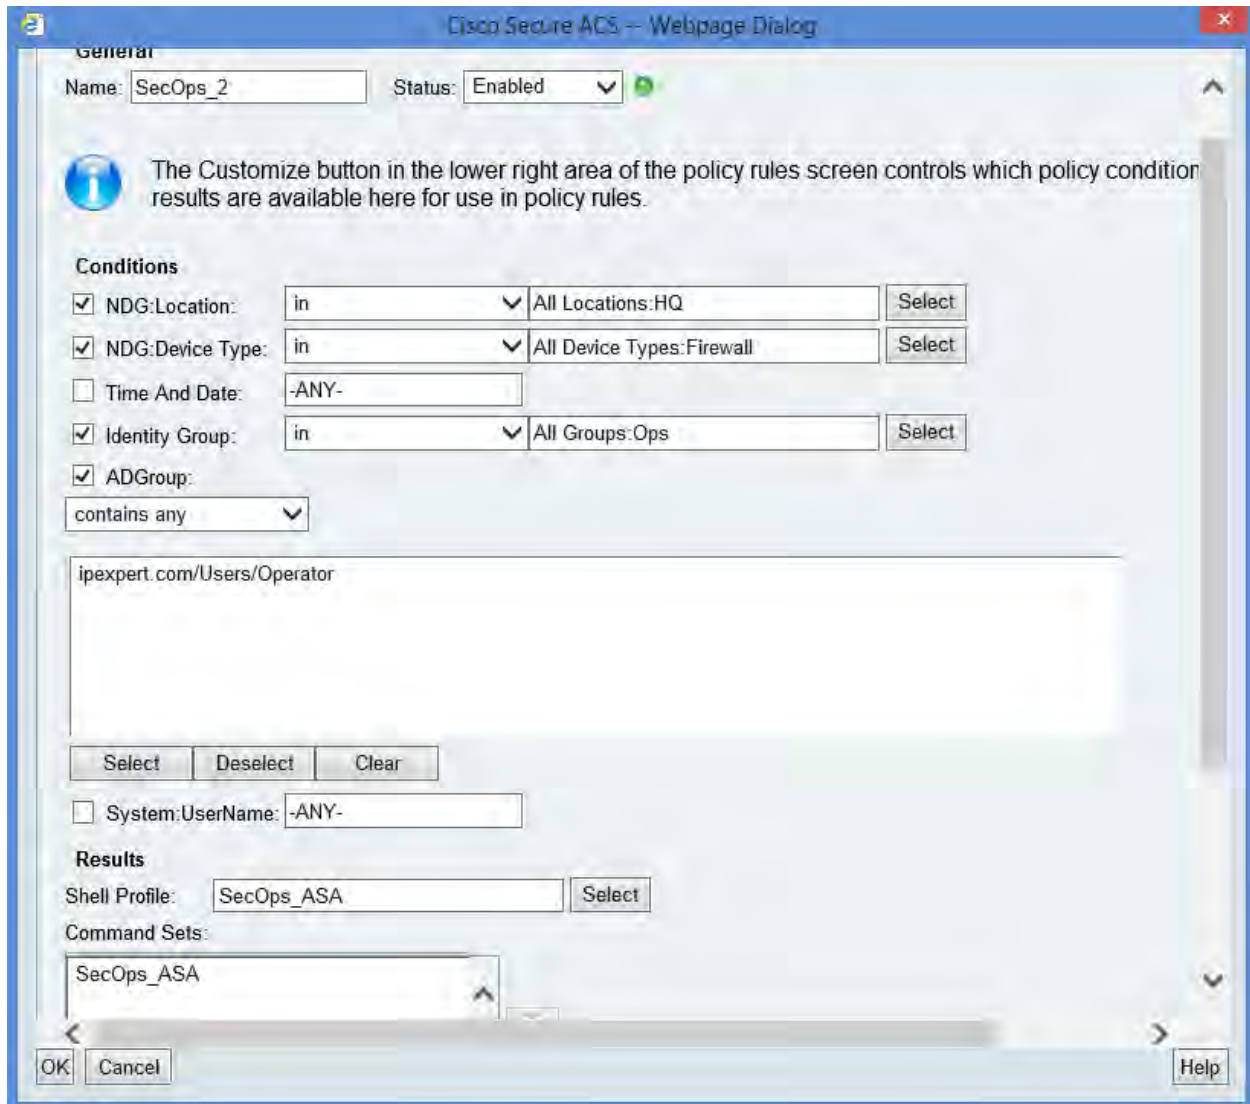 Cisco Secure ACS -- Webpage Dialog
General
Name: SecOps_2 Status: Enabled
The Customize button in the lower right area of the policy rules screen controls which policy condition
results are available here for use in policy rules.
Conditions
NDG:Location: in All Locations:HQ Select
NDG:Device Type: in All Device Types:Firewall Select
Time And Date: -ANY-
Identity Group: in All Groups:Ops Select
ADGroup:
contains any
ipexpert.com/Users/Operator
Select Deselect Clear
System:UserName: -ANY-
Results
Shell Profile: SecOps_ASA Select
Command Sets:
SecOps_ASA
OK Cancel Help